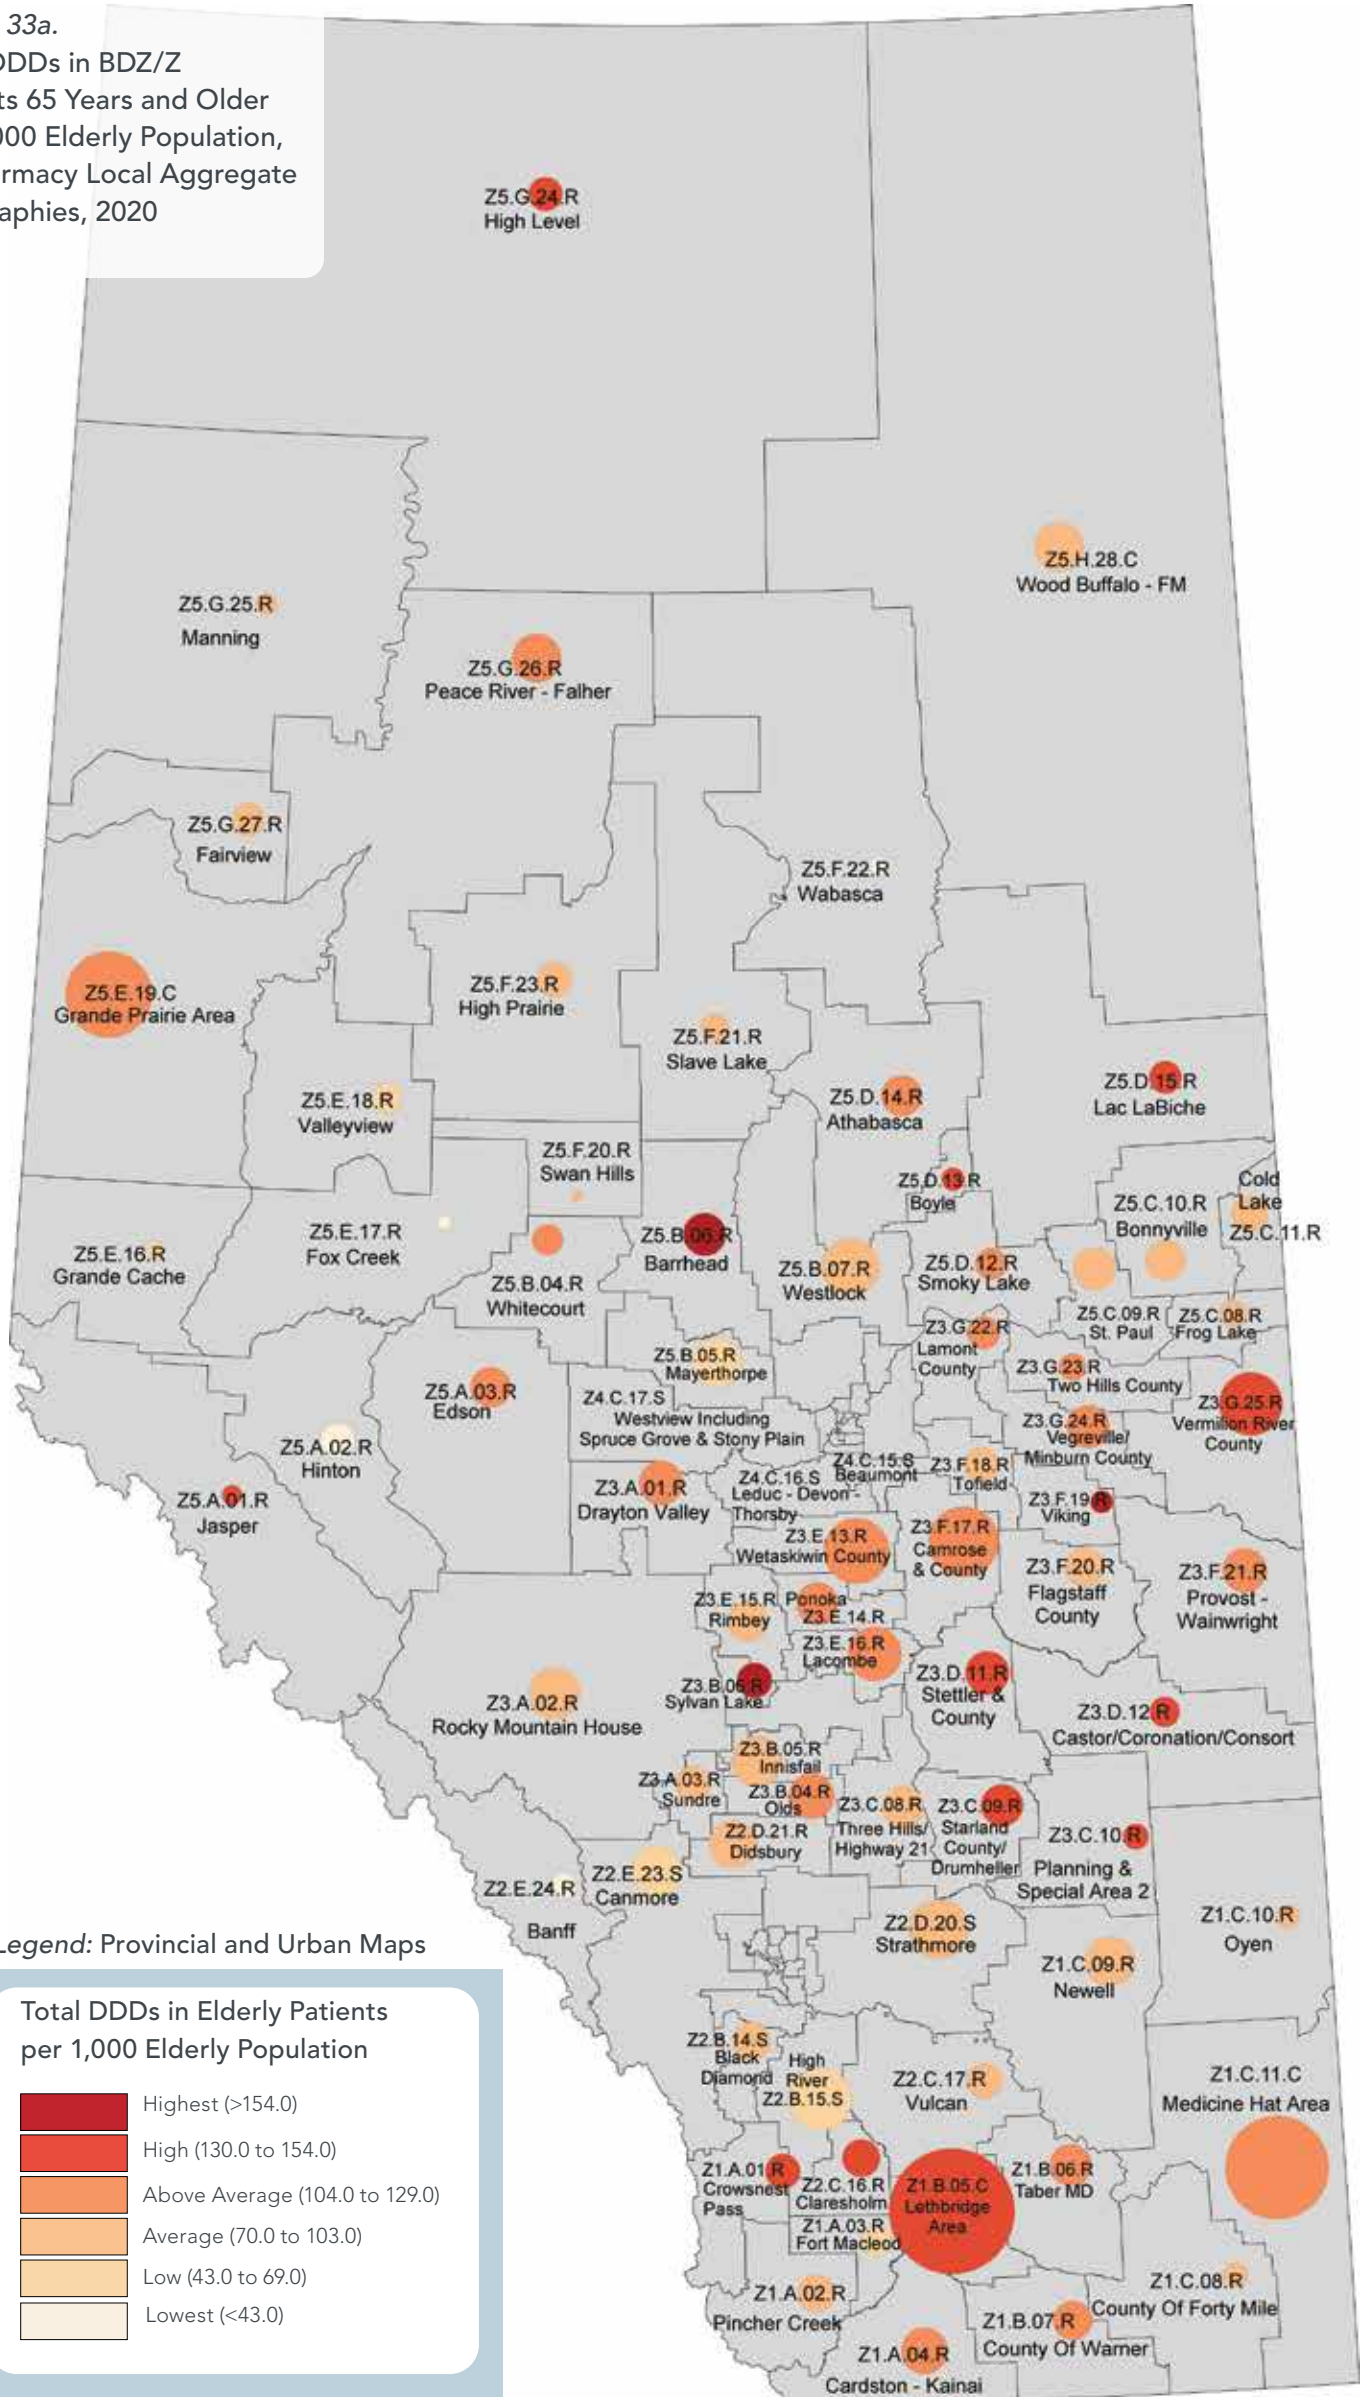 33a.
DDDs in BDZ/Z
ts 65 Years and Older
000 Elderly Population,
rmacy Local Aggregate
aphies, 2020
Z5.G.24.R
High Level
Z5.H.28.C
Wood Buffalo - FM
Z5.G.25.R
Manning
Z5.G.26.R
Peace River - Falher
Z5.G.27.R
Fairview
Z5.F.22.R
Wabasca
Z5.E.19.C
Grande Prairie Area
Z5.F.23.R
High Prairie
Z5.F.21.R
Slave Lake
Z5.E.18.R
Valleyview
Z5.D.14.R
Athabasca
Z5.D.15.R
Lac LaBiche
Z5.F.20.R
Swan Hills
Z5.D.13.R
Boyle
Cold
Lake
Z5.C.11.R
Z5.C.10.R
Bonnyville
Z5.E.16.R
Grande Cache
Z5.E.17.R
Fox Creek
Z5.B.04.R
Whitecourt
Z5.B.06.R
Barrhead
Z5.B.07.R
Westlock
Z5.D.12.R
Smoky Lake
Z5.C.09.R
St. Paul
Z5.C.08.R
Frog Lake
Z3.G.22.R
Lamont
County
Z5.B.05.R
Mayerthorpe
Z3.G.23.R
Two Hills County
Z5.A.03.R
Edson
Z4.C.17.S
Westview Including
Spruce Grove & Stony Plain
Z3.G.24.R
Vegreville/
Minburn County
Z3.G.25.R
Vermilion River
County
Z5.A.02.R
Hinton
Z4.C.15.S
Beaumont
Z3.F.18.R
Tofield
Z5.A.01.R
Jasper
Z3.A.01.R
Drayton Valley
Z4.C.16.S
Leduc - Devon -
Thorsby
Z3.F.19.R
Viking
Z3.E.13.R
Wetaskiwin County
Z3.F.17.R
Camrose
& County
Z3.F.20.R
Flagstaff
County
Z3.F.21.R
Provost -
Wainwright
Z3.E.15.R
Rimbey
Ponoka
Z3.E.14.R
Z3.E.16.R
Lacombe
Z3.B.06.R
Sylvan Lake
Z3.D.11.R
Stettler &
County
Z3.A.02.R
Rocky Mountain House
Z3.D.12.R
Castor/Coronation/Consort
Z3.B.05.R
Innisfail
Z3.A.03.R
Sundre
Z3.B.04.R
Olds
Z3.C.08.R
Three Hills/
Highway 21
Z3.C.09.R
Starland
County/
Drumheller
Z3.C.10.R
Planning &
Special Area 2
Z2.D.21.R
Didsbury
Z2.E.24.R
Banff
Z2.E.23.S
Canmore
Z2.D.20.S
Strathmore
Z1.C.10.R
Oyen
Z1.C.09.R
Newell
Z2.B.14.S
Black
Diamond
High
River
Z2.B.15.S
Z2.C.17.R
Vulcan
Z1.C.11.C
Medicine Hat Area
Z1.A.01.R
Crowsnest
Pass
Z2.C.16.R
Claresholm
Z1.B.05.C
Lethbridge
Area
Z1.B.06.R
Taber MD
Z1.A.03.R
Fort Macleod
Z1.A.02.R
Pincher Creek
Z1.C.08.R
County Of Forty Mile
Z1.B.07.R
County Of Warner
Z1.A.04.R
Cardston - Kainai
Legend: Provincial and Urban Maps
Total DDDs in Elderly Patients
per 1,000 Elderly Population
Highest (>154.0)
High (130.0 to 154.0)
Above Average (104.0 to 129.0)
Average (70.0 to 103.0)
Low (43.0 to 69.0)
Lowest (<43.0)